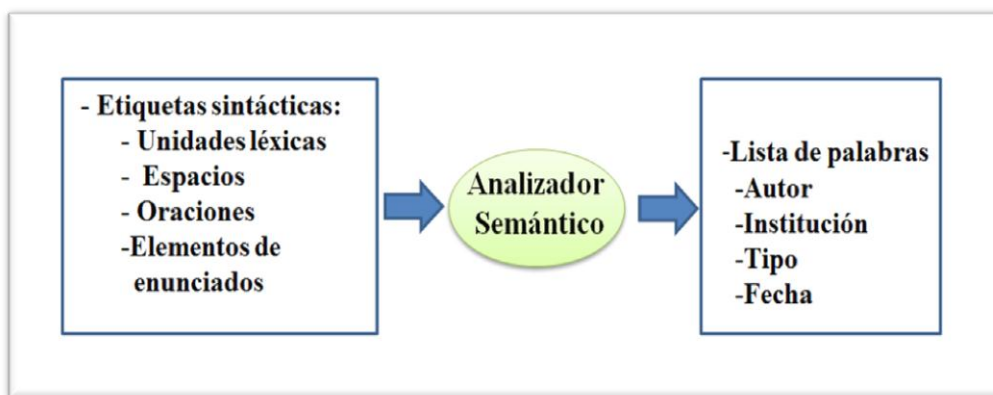 - Etiquetas sintácticas:
- Unidades léxicas
- Espacios
- Oraciones
-Elementos de
enunciados
Analizador
Semántico
-Lista de palabras
-Autor
-Institución
-Tipo
-Fecha